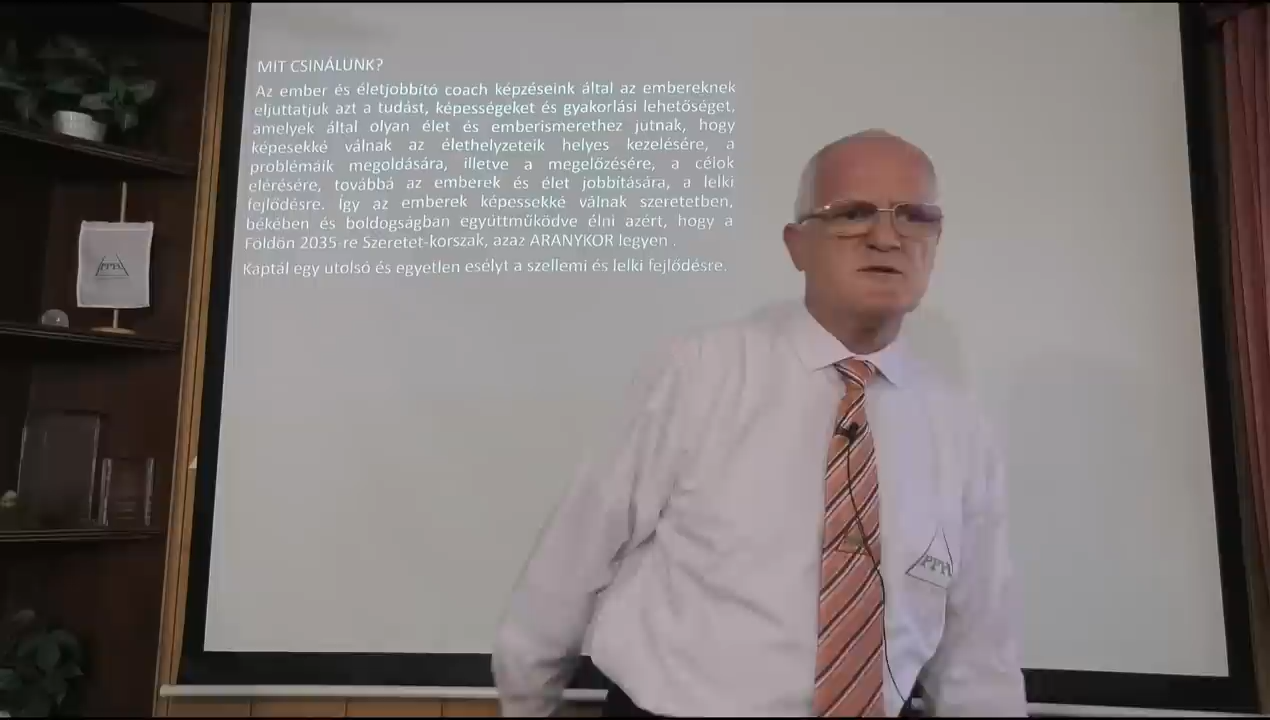 MIT CSINÁLUNK?
Az ember és életjobbító coach képzéseink által az embereknek
eljuttatjuk azt a tudást, képességeket és gyakorlási lehetőséget,
amelyek által olyan élet és emberismerethez jutnak, hogy
képesekké válnak az élethelyzeteik helyes kezelésére, a
problémáik megoldására, illetve a megelőzésére, a célok
elérésére, továbbá az emberek és élet jobbítására, a lelki
fejlődésre. Így az emberek képessekké válnak szeretetben,
békében és boldogságban együttműködve élni azért, hogy a
Földön 2035-re Szeretet-korszak, azaz ARANYKOR legyen .
Kaptál egy utolsó és egyetlen esélyt a szellemi és lelki fejlődésre.